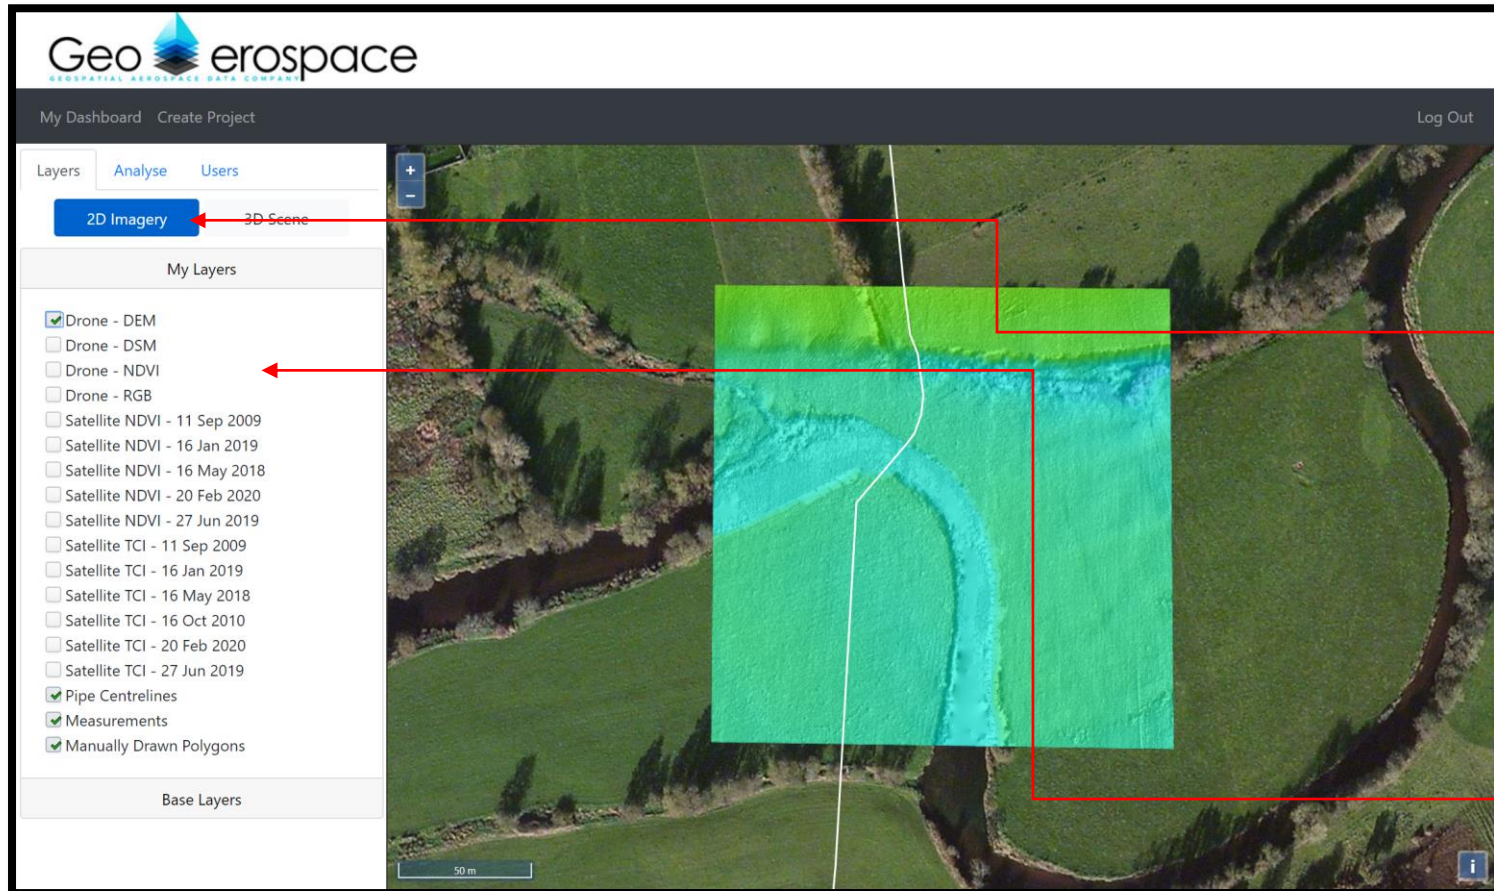 Geo erospace
GEOSPATIAL AEROSPACE DATA COMPANY
My Dashboard Create Project Log Out
Layers Analyse Users
2D Imagery 3D Scene
My Layers
Drone - DEM
Drone - DSM
Drone - NDVI
Drone - RGB
Satellite NDVI - 11 Sep 2009
Satellite NDVI - 16 Jan 2019
Satellite NDVI - 16 May 2018
Satellite NDVI - 20 Feb 2020
Satellite NDVI - 27 Jun 2019
Satellite TCI - 11 Sep 2009
Satellite TCI - 16 Jan 2019
Satellite TCI - 16 May 2018
Satellite TCI - 16 Oct 2010
Satellite TCI - 20 Feb 2020
Satellite TCI - 27 Jun 2019
Pipe Centrelines
Measurements
Manually Drawn Polygons
Base Layers
+
−
50 m
i